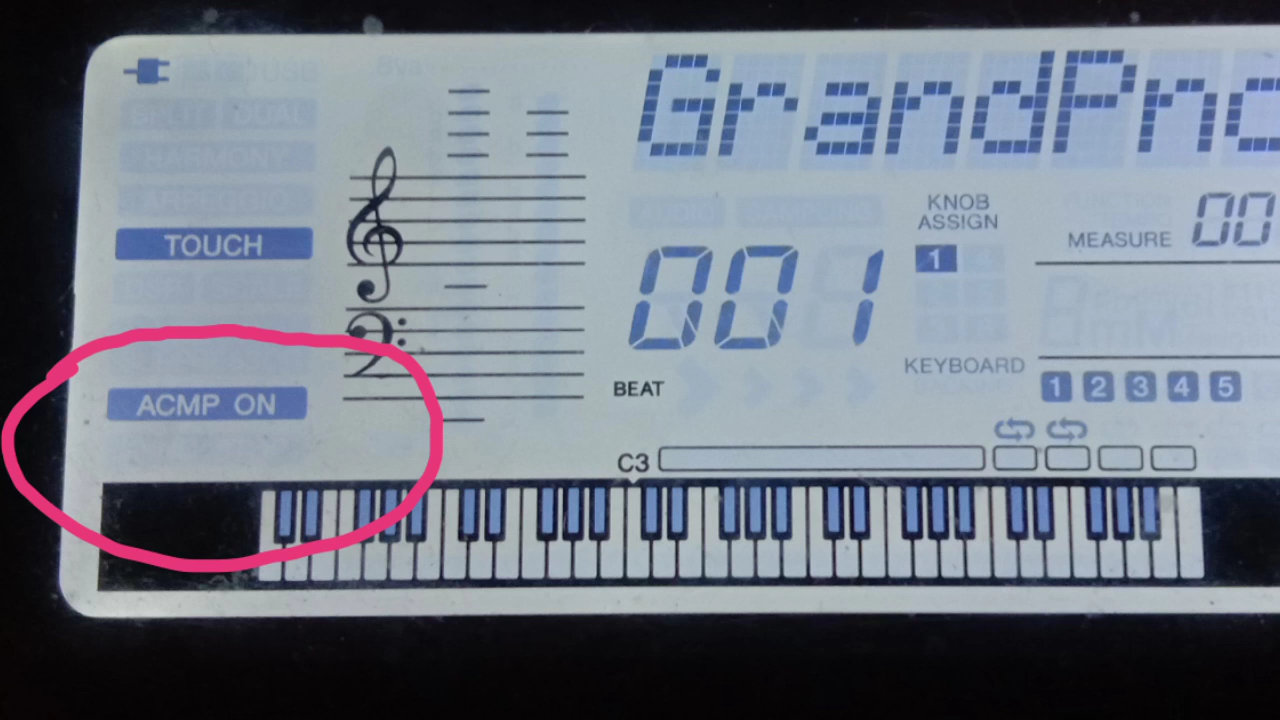 GrandPno
TOUCH
KNOB
ASSIGN
1
MEASURE 00
001
KEYBOARD
BEAT
1 2 3 4 5
ACMP ON
C3